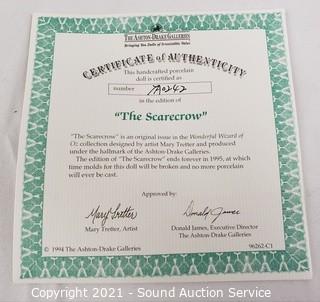 THE ASHTON-DRAKE GALLERIES
Bringing You Dolls of Irresistible Value
CERTIFICATE of AUTHENTICITY
This handcrafted porcelain
doll is certified as
number
in the edition of
"The Scarecrow"
"The Scarecrow" is an original issue in the Wonderful Wizard of
Oz collection designed by artist Mary Tretter and produced
under the hallmark of the Ashton-Drake Galleries.
The edition of "The Scarecrow" ends forever in 1995, at which
time molds for this doll will be broken and no more porcelain
will ever be cast.
Approved by:
Mary Tretter
Donald James
Mary Tretter, Artist
Donald James, Executive Director
The Ashton-Drake Galleries
© 1994 The Ashton-Drake Galleries
96262-C1
Copyright 2021 - Sound Auction Service